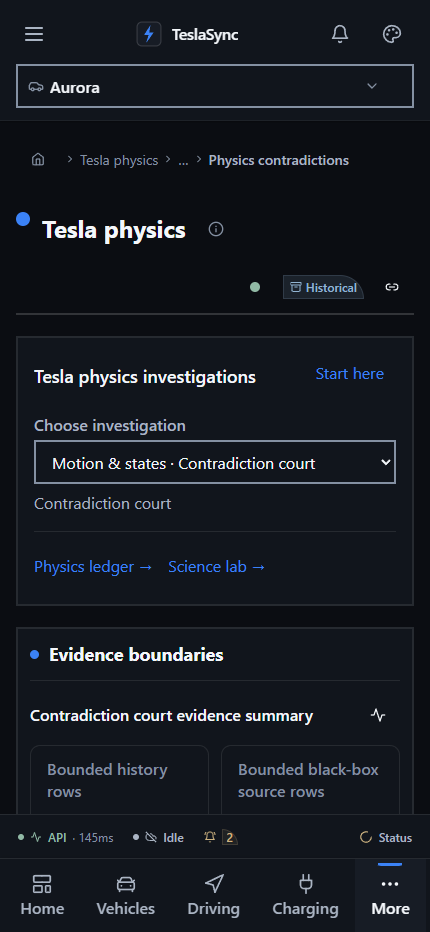 TeslaSync
Aurora
Tesla physics
...
Physics contradictions
Tesla physics
Historical
Tesla physics investigations
Start here
Choose investigation
Motion & states · Contradiction court
Contradiction court
Physics ledger →
Science lab →
Evidence boundaries
Contradiction court evidence summary
Bounded history
rows
Bounded black-box
source rows
API · 145ms
Idle
2
Status
Home
Vehicles
Driving
Charging
More